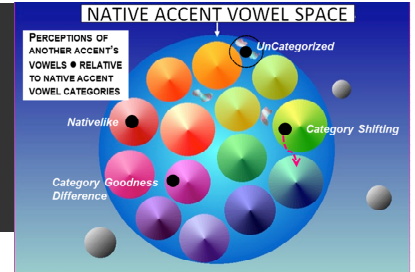 NATIVE ACCENT VOWEL SPACE
PERCEPTIONS OF
ANOTHER ACCENT'S
VOWELS ● RELATIVE
TO NATIVE ACCENT
VOWEL CATEGORIES
UnCategorized
Nativelike
Category Shifting
Category Goodness
Difference